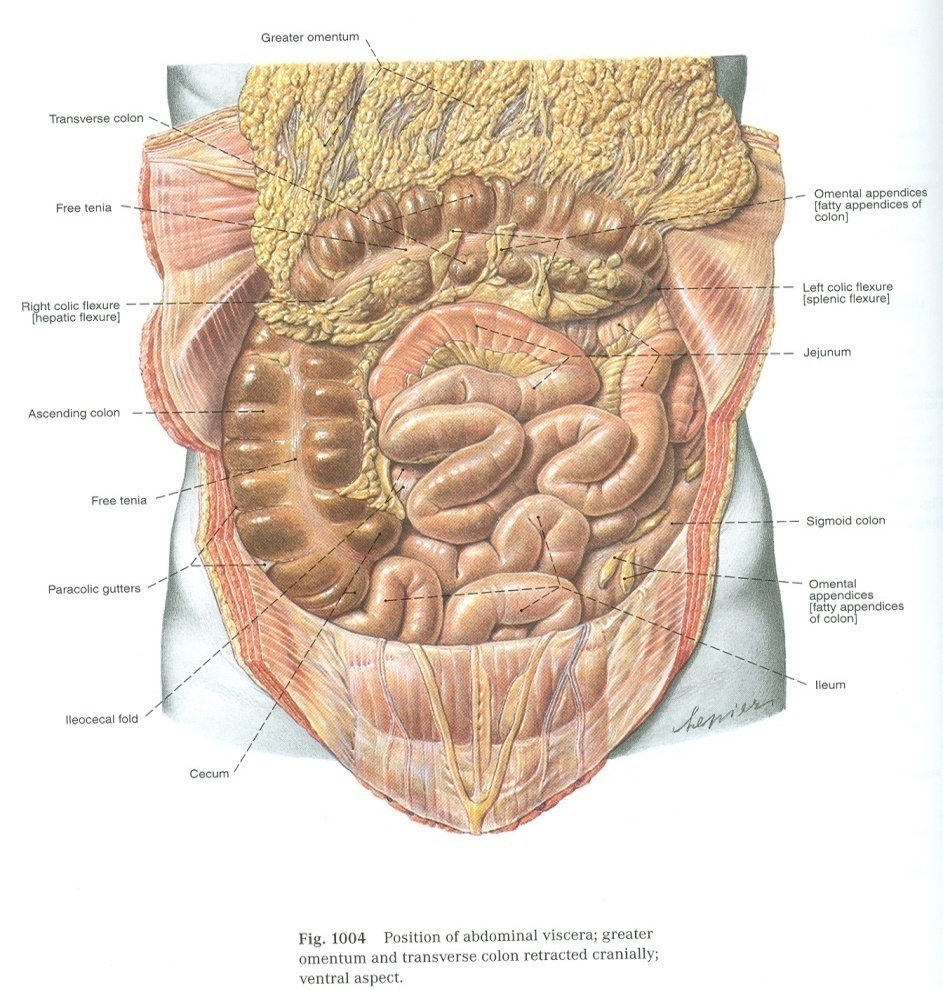 Greater omentum
Transverse colon
Free tenia
Right colic flexure
[hepatic flexure]
Ascending colon
Free tenia
Paracolic gutters
Ileocecal fold
Cecum
Omental appendices
[fatty appendices of
colon]
Left colic flexure
[splenic flexure]
Jejunum
Sigmoid colon
Omental
appendices
[fatty appendices
of colon]
Ileum
Lepier
Fig. 1004 Position of abdominal viscera; greater
omentum and transverse colon retracted cranially;
ventral aspect.